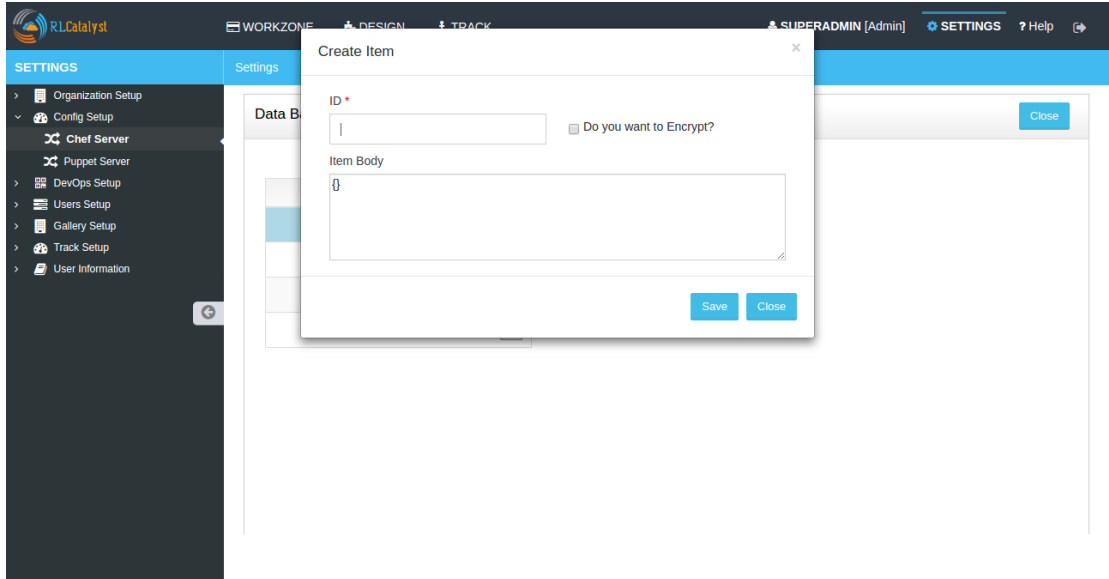 RLCatalyst
WORKZONE DESIGN TRACK SUPERADMIN [Admin] SETTINGS ? Help
SETTINGS
Settings
Create Item ×
Organization Setup
Config Setup
Chef Server
Puppet Server
DevOps Setup
Users Setup
Gallery Setup
Track Setup
User Information
Data B
Close
ID *
Do you want to Encrypt?
Item Body
{}
Save Close